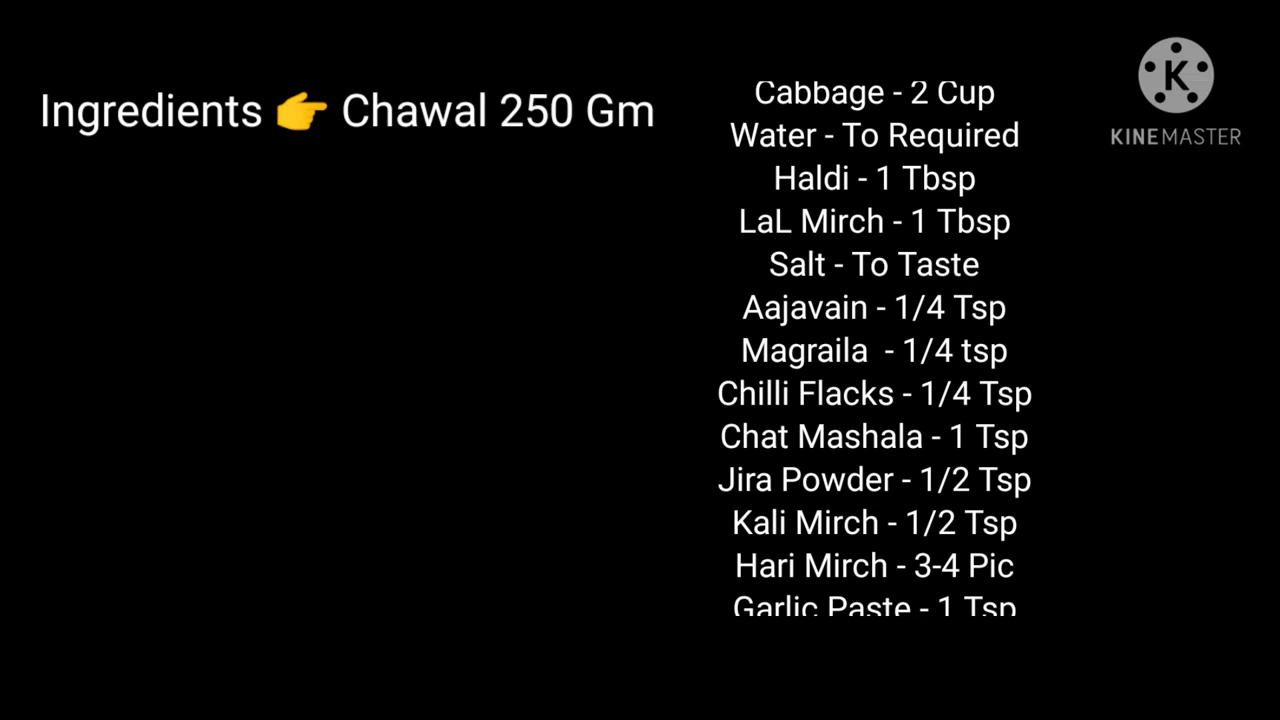 Ingredients 👉 Chawal 250 Gm
Cabbage - 2 Cup
Water - To Required
Haldi - 1 Tbsp
LaL Mirch - 1 Tbsp
Salt - To Taste
Aajavain - 1/4 Tsp
Magraila - 1/4 tsp
Chilli Flacks - 1/4 Tsp
Chat Mashala - 1 Tsp
Jira Powder - 1/2 Tsp
Kali Mirch - 1/2 Tsp
Hari Mirch - 3-4 Pic
Garlic Paste - 1 Tsp
K
KINEMASTER